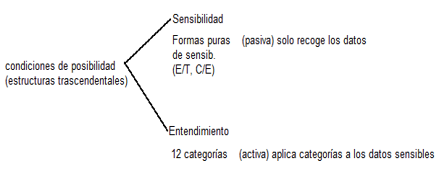 Sensibilidad
Formas puras (pasiva) solo recoge los datos
de sensib.
(E/T, C/E)
condiciones de posibilidad
(estructuras trascendentales)
Entendimiento
12 categorías (activa) aplica categorías a los datos sensibles